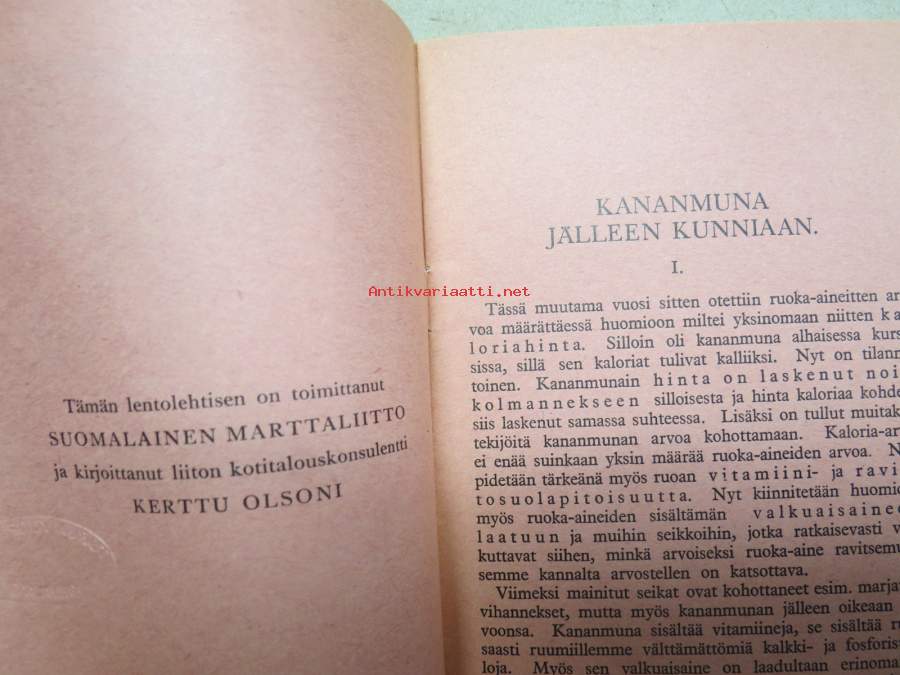 Tämän lentolehtisen on toimittanut
SUOMALAINEN MARTTALIITTO
ja kirjoittanut liiton kotitalouskonsulentti
KERTTU OLSONI
KANANMUNA
JÄLLEEN KUNNIAAN.
I.
Antikvariaatti.net
Tässä muutama vuosi sitten otettiin ruoka-aineitten ar
voa määrättäessä huomioon miltei yksinomaan niitten ka
loriahinta. Silloin oli kananmuna alhaisessa kurs
sissa, sillä sen kaloriat tulivat kalliiksi. Nyt on tilann
toinen. Kananmunain hinta on laskenut noi
kolmannekseen silloisesta ja hinta kaloriaa kohde
siis laskenut samassa suhteessa. Lisäksi on tullut muitak
tekijöitä kananmunan arvoa kohottamaan. Kaloria-arv
ei enää suinkaan yksin määrää ruoka-aineiden arvoa. N
pidetään tärkeänä myös ruoan vitamiini- ja ravi
tosuolapitoisuutta. Nyt kiinnitetään huomio
myös ruoka-aineiden sisältämän valkuaisainee
laatuun ja muihin seikkoihin, jotka ratkaisevasti v
kuttavat siihen, minkä arvoiseksi ruoka-aine ravitsemu
semme kannalta arvostellen on katsottava.
Viimeksi mainitut seikat ovat kohottaneet esim. marja
vihannekset, mutta myös kananmunan jälleen oikeaan
voonsa. Kananmuna sisältää vitamiineja, se sisältää ru
saasti ruumiillemme välttämättömiä kalkki- ja fosforisu
loja. Myös sen valkuaisaine on laadultaan erinoma